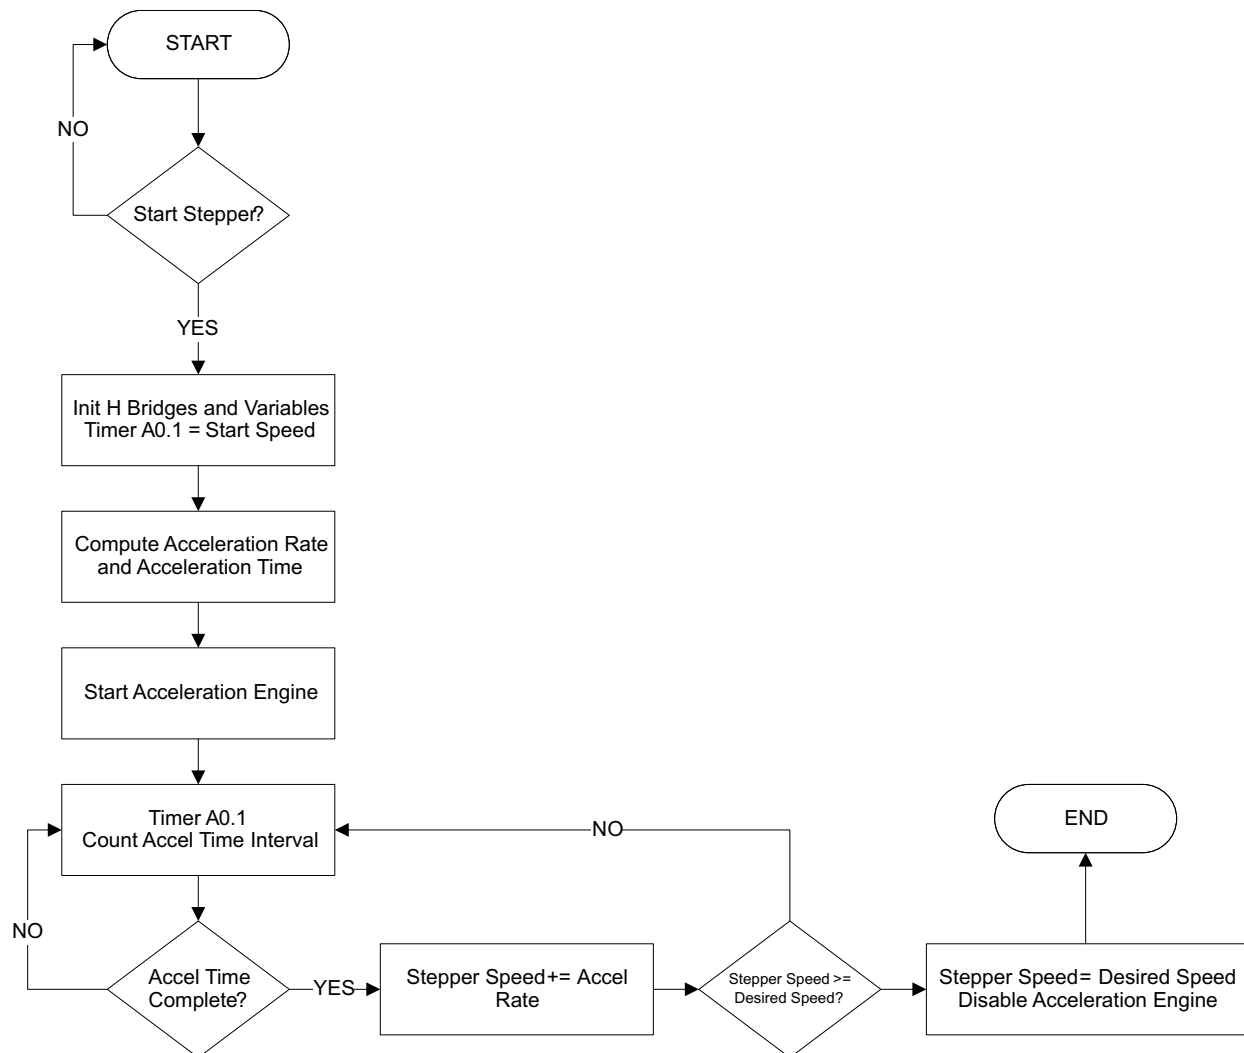 START
NO
Start Stepper?
YES
Init H Bridges and Variables
Timer A0.1 = Start Speed
Compute Acceleration Rate
and Acceleration Time
Start Acceleration Engine
Timer A0.1
Count Accel Time Interval
NO
END
NO
Accel Time
Complete?
YES
Stepper Speed += Accel
Rate
Stepper Speed >=
Desired Speed?
Stepper Speed = Desired Speed
Disable Acceleration Engine